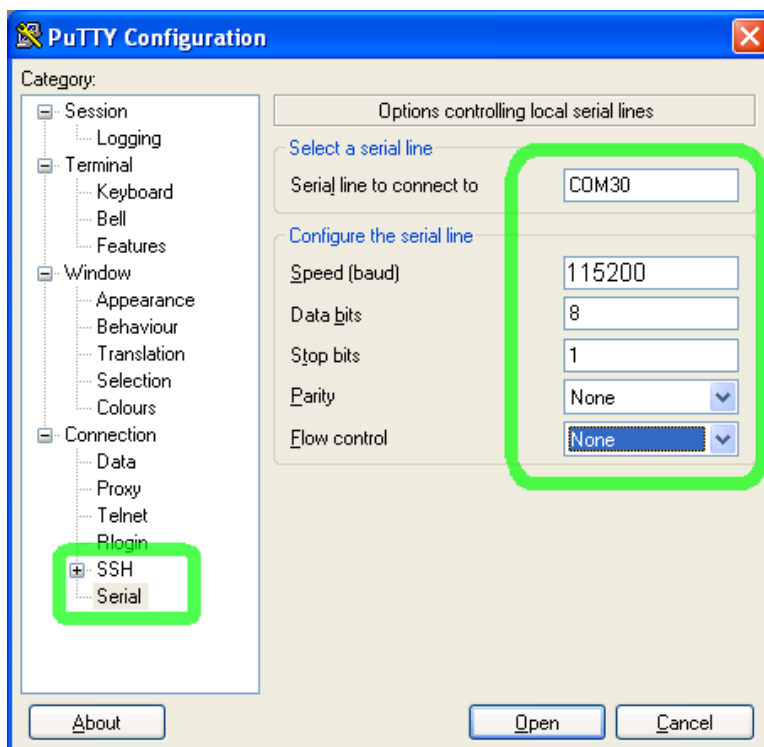 PuTTY Configuration
Category:
Session
Logging
Terminal
Keyboard
Bell
Features
Window
Appearance
Behaviour
Translation
Selection
Colours
Connection
Data
Proxy
Telnet
Rlogin
SSH
Serial
Options controlling local serial lines
Select a serial line
Serial line to connect to COM30
Configure the serial line
Speed (baud) 115200
Data bits 8
Stop bits 1
Parity None
Flow control None
About Open Cancel